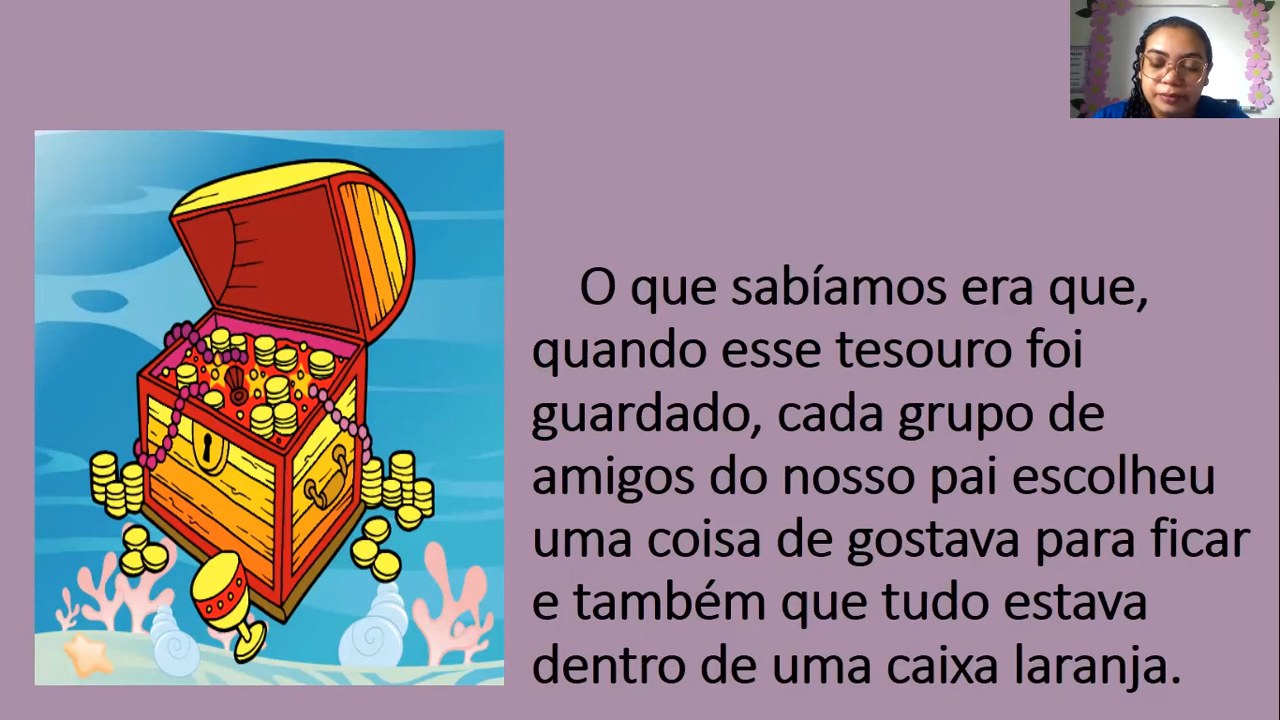 O que sabíamos era que,
quando esse tesouro foi
guardado, cada grupo de
amigos do nosso pai escolheu
uma coisa de gostava para ficar
e também que tudo estava
dentro de uma caixa laranja.